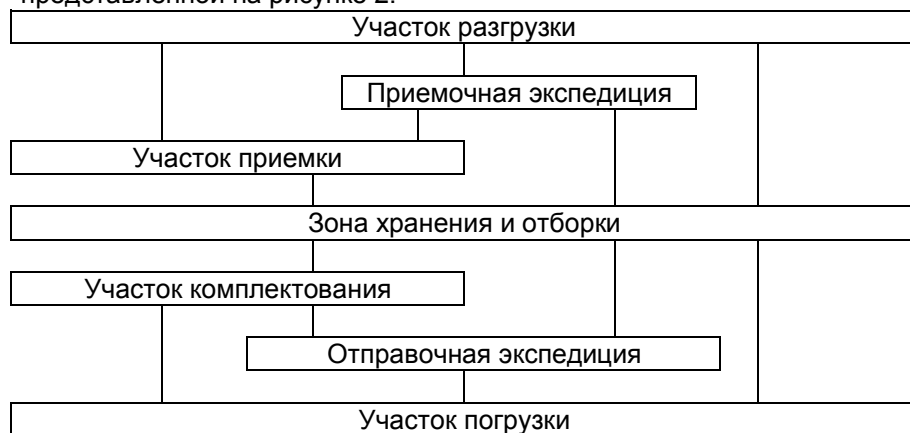 представленной на рисунке 2.
Участок разгрузки
Приемочная экспедиция
Участок приемки
Зона хранения и отборки
Участок комплектования
Отправочная экспедиция
Участок погрузки